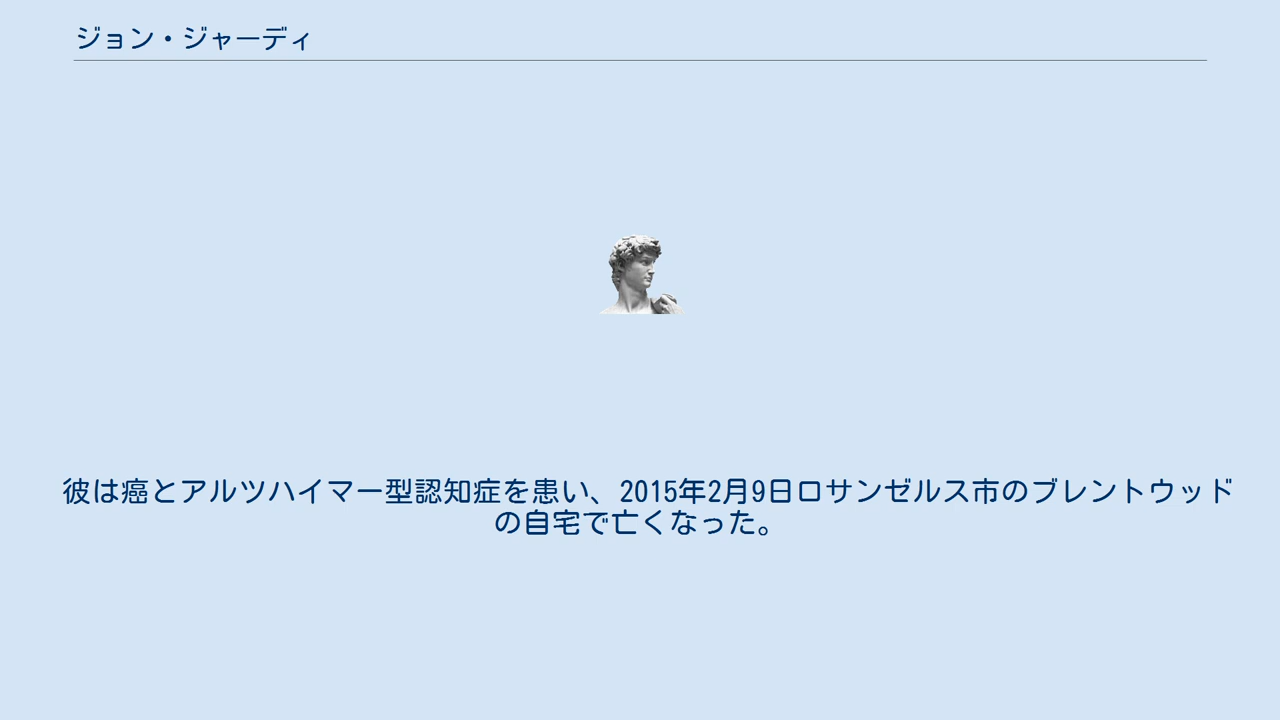 ジョン・ジャーディ
彼は癌とアルツハイマー型認知症を患い、2015年2月9日ロサンゼルス市のブレントウッド
の自宅で亡くなった。